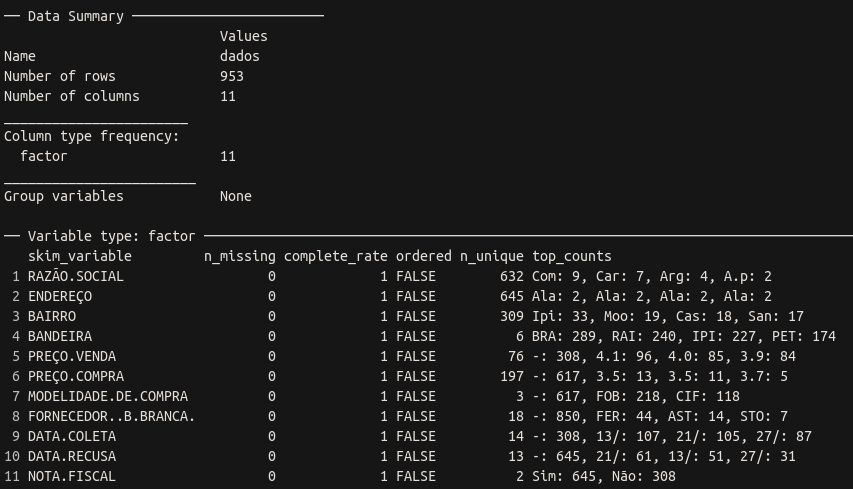 ── Data Summary ────────────────────────
                           Values
Name                       dados
Number of rows             953
Number of columns          11
_______________________
Column type frequency:
  factor                   11
________________________
Group variables            None

── Variable type: factor ────────────────────────────────────────────────────────
   skim_variable          n_missing complete_rate ordered n_unique top_counts
 1 RAZÃO.SOCIAL                   0             1 FALSE        632 Com: 9, Car: 7, Arg: 4, A.p: 2
 2 ENDEREÇO                       0             1 FALSE        645 Ala: 2, Ala: 2, Ala: 2, Ala: 2
 3 BAIRRO                         0             1 FALSE        309 Ipi: 33, Moo: 19, Cas: 18, San: 17
 4 BANDEIRA                       0             1 FALSE          6 BRA: 289, RAI: 240, IPI: 227, PET: 174
 5 PREÇO.VENDA                    0             1 FALSE         76 -: 308, 4.1: 96, 4.0: 85, 3.9: 84
 6 PREÇO.COMPRA                   0             1 FALSE        197 -: 617, 3.5: 13, 3.5: 11, 3.7: 5
 7 MODELIDADE.DE.COMPRA           0             1 FALSE          3 -: 617, FOB: 218, CIF: 118
 8 FORNECEDOR..B.BRANCA.          0             1 FALSE         18 -: 850, FER: 44, AST: 14, STO: 7
 9 DATA.COLETA                    0             1 FALSE         14 -: 308, 13/: 107, 21/: 105, 27/: 87
10 DATA.RECUSA                    0             1 FALSE         13 -: 645, 21/: 61, 13/: 51, 27/: 31
11 NOTA.FISCAL                    0             1 FALSE          2 Sim: 645, Não: 308